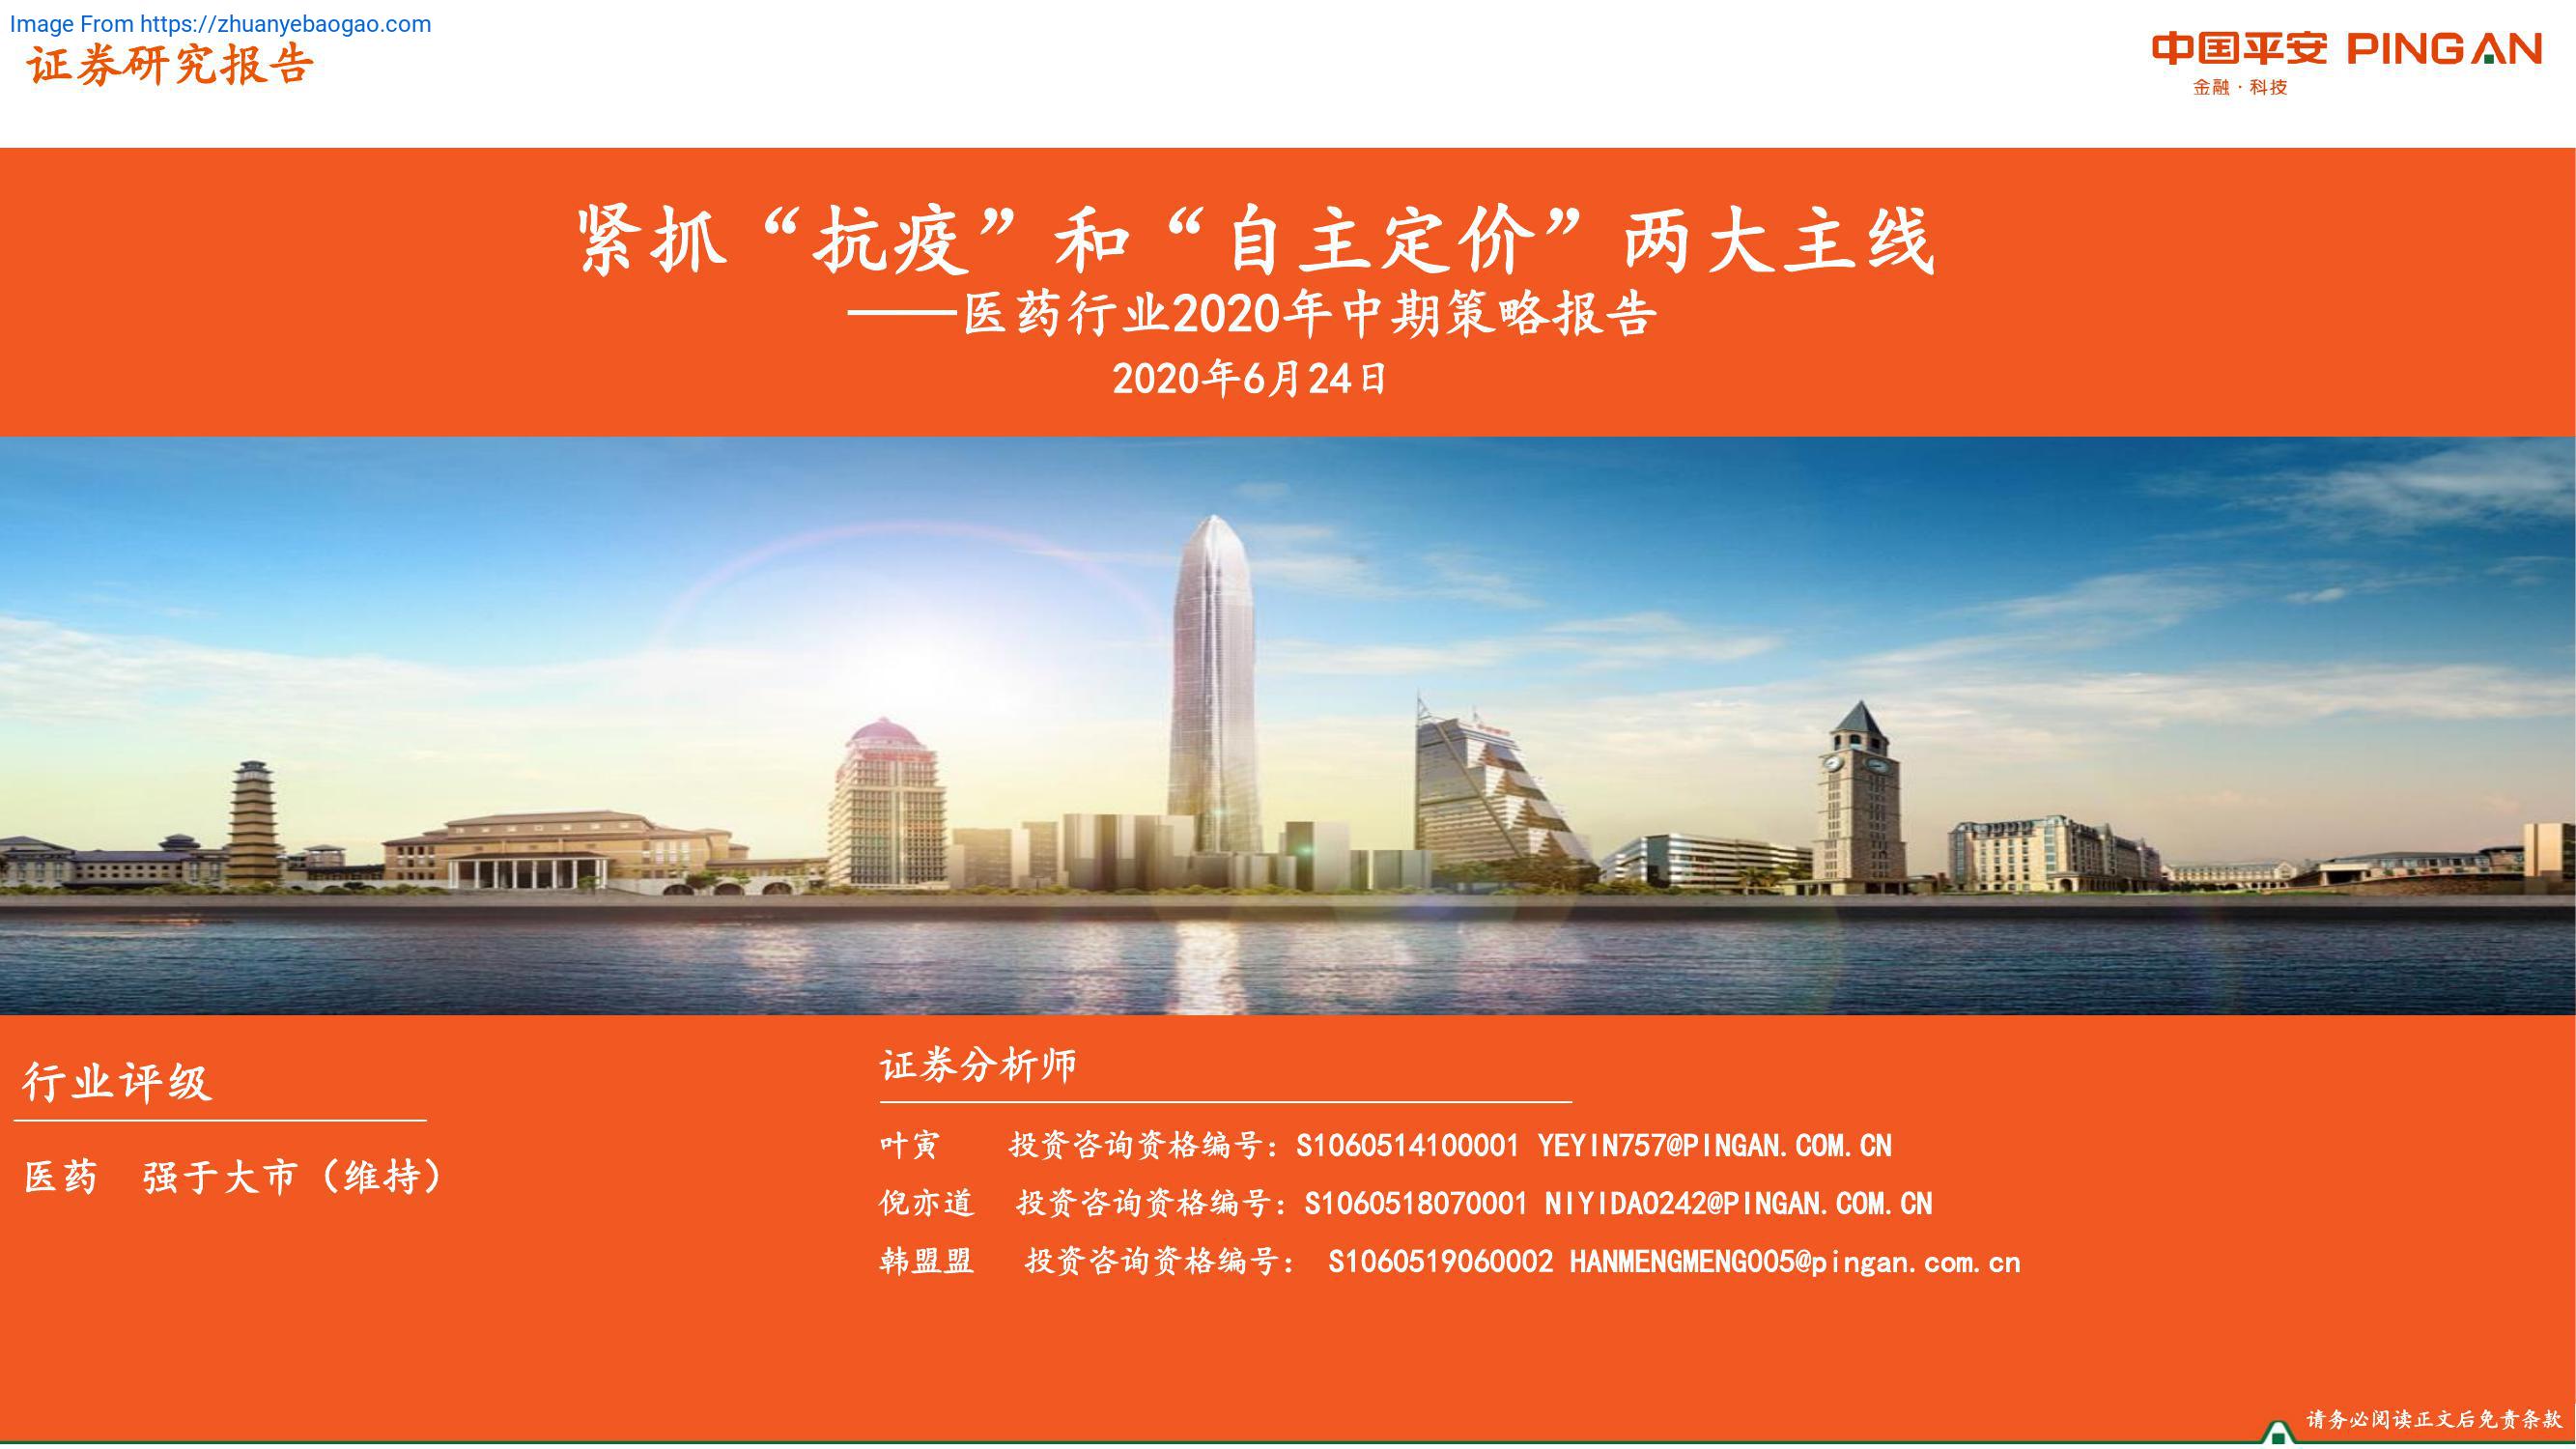 Image From https://zhuanyebaogao.com
证券研究报告
中国平安 PINGAN
金融·科技
紧抓“抗疫”和“自主定价”两大主线
——医药行业2020年中期策略报告
2020年6月24日
行业评级
医药 强于大市（维持）
证券分析师
叶寅 投资咨询资格编号：S1060514100001 YEYIN757@PINGAN.COM.CN
倪亦道 投资咨询资格编号：S1060518070001 NIYIDAO242@PINGAN.COM.CN
韩盟盟 投资咨询资格编号： S1060519060002 HANMENGMENG005@pingan.com.cn
请务必阅读正文后免责条款